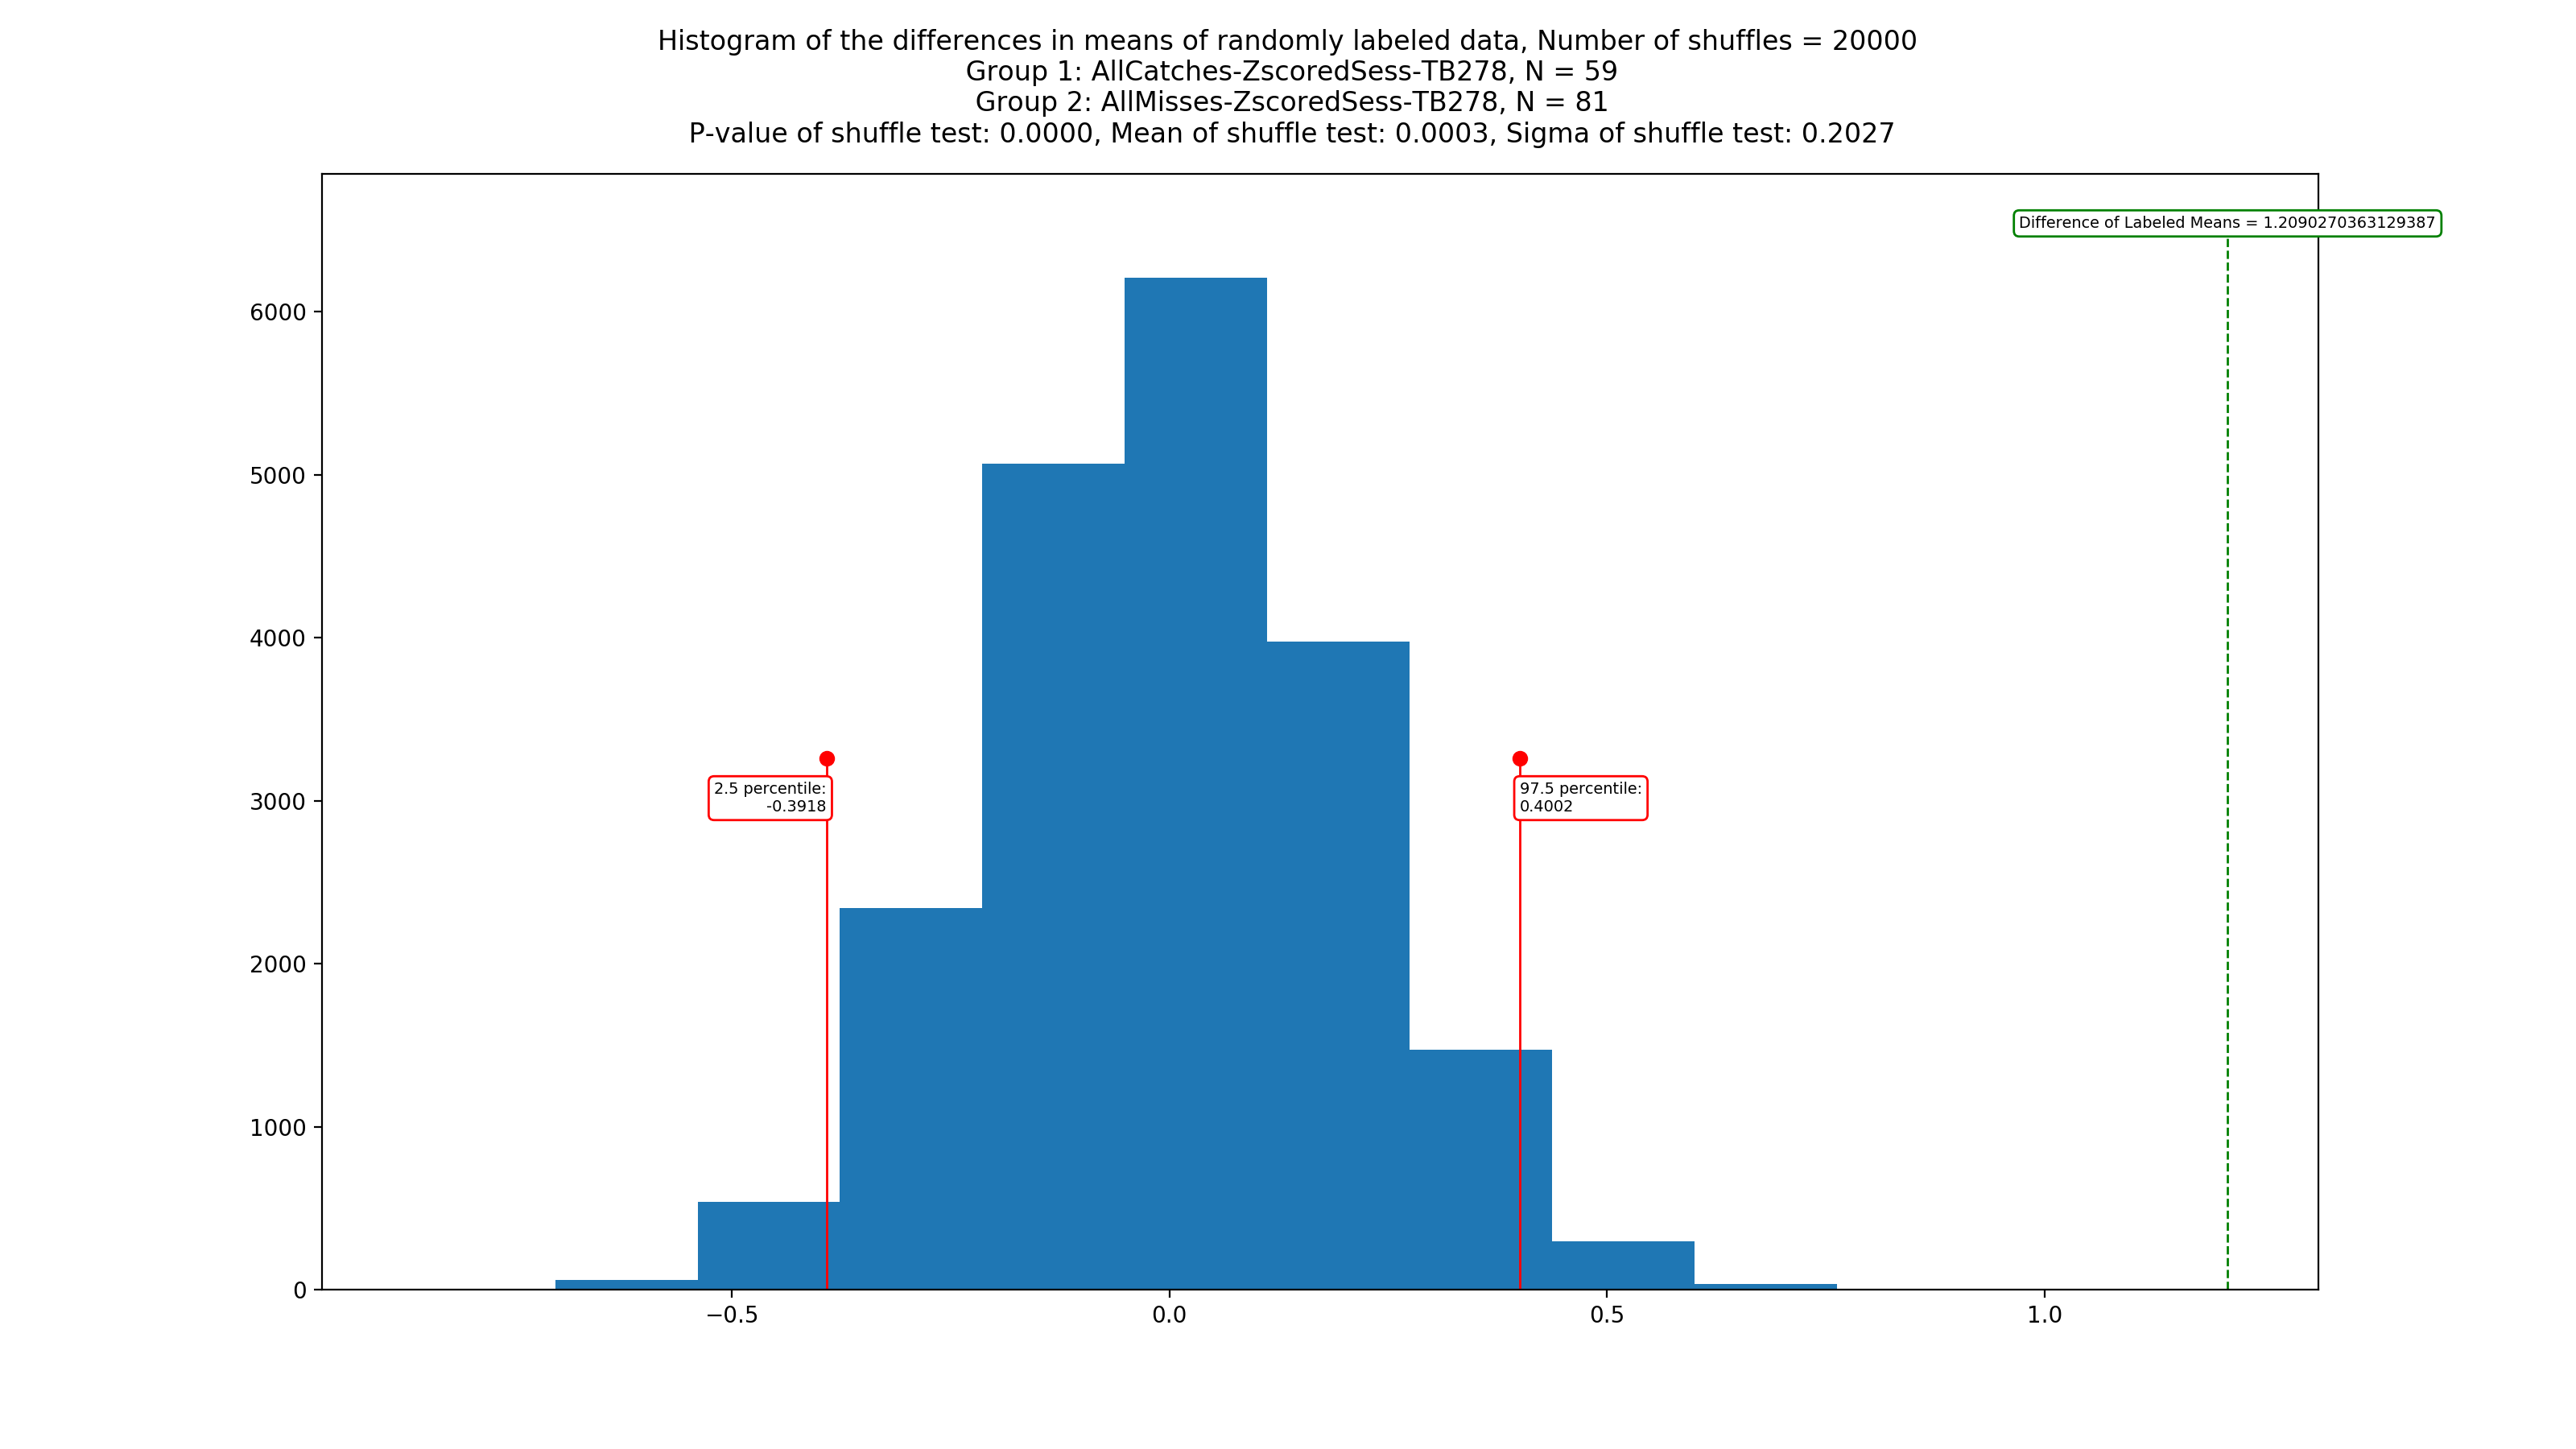 Histogram of the differences in means of randomly labeled data, Number of shuffles = 20000
Group 1: AllCatches-ZscoredSess-TB278, N = 59
Group 2: AllMisses-ZscoredSess-TB278, N = 81
P-value of shuffle test: 0.0000, Mean of shuffle test: 0.0003, Sigma of shuffle test: 0.2027
Difference of Labeled Means = 1.2090270363129387
6000
5000
4000
3000
2000
1000
0
2.5 percentile:
-0.3918
97.5 percentile:
0.4002
−0.5
0.0
0.5
1.0